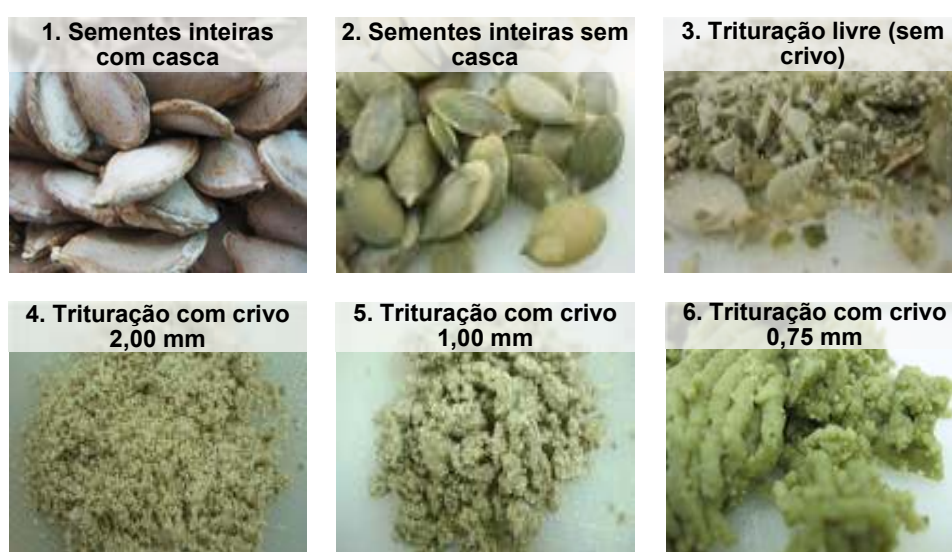 1. Sementes inteiras
com casca
2. Sementes inteiras sem
casca
3. Trituração livre (sem
crivo)
4. Trituração com crivo
2,00 mm
5. Trituração com crivo
1,00 mm
6. Trituração com crivo
0,75 mm